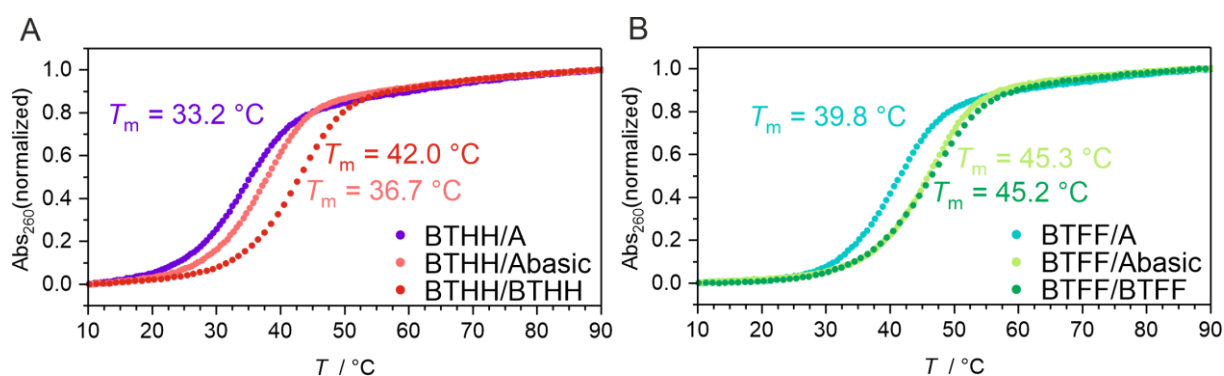 A
Abs₂₆₀(normalized)
1.0
0.8
0.6
0.4
0.2
0.0
Tₘ = 33.2 °C
Tₘ = 42.0 °C
Tₘ = 36.7 °C
BTHH/A
BTHH/Abasic
BTHH/BTHH
10 20 30 40 50 60 70 80 90
T / °C
B
Abs₂₆₀(normalized)
1.0
0.8
0.6
0.4
0.2
0.0
Tₘ = 39.8 °C
Tₘ = 45.3 °C
Tₘ = 45.2 °C
BTFF/A
BTFF/Abasic
BTFF/BTFF
10 20 30 40 50 60 70 80 90
T / °C